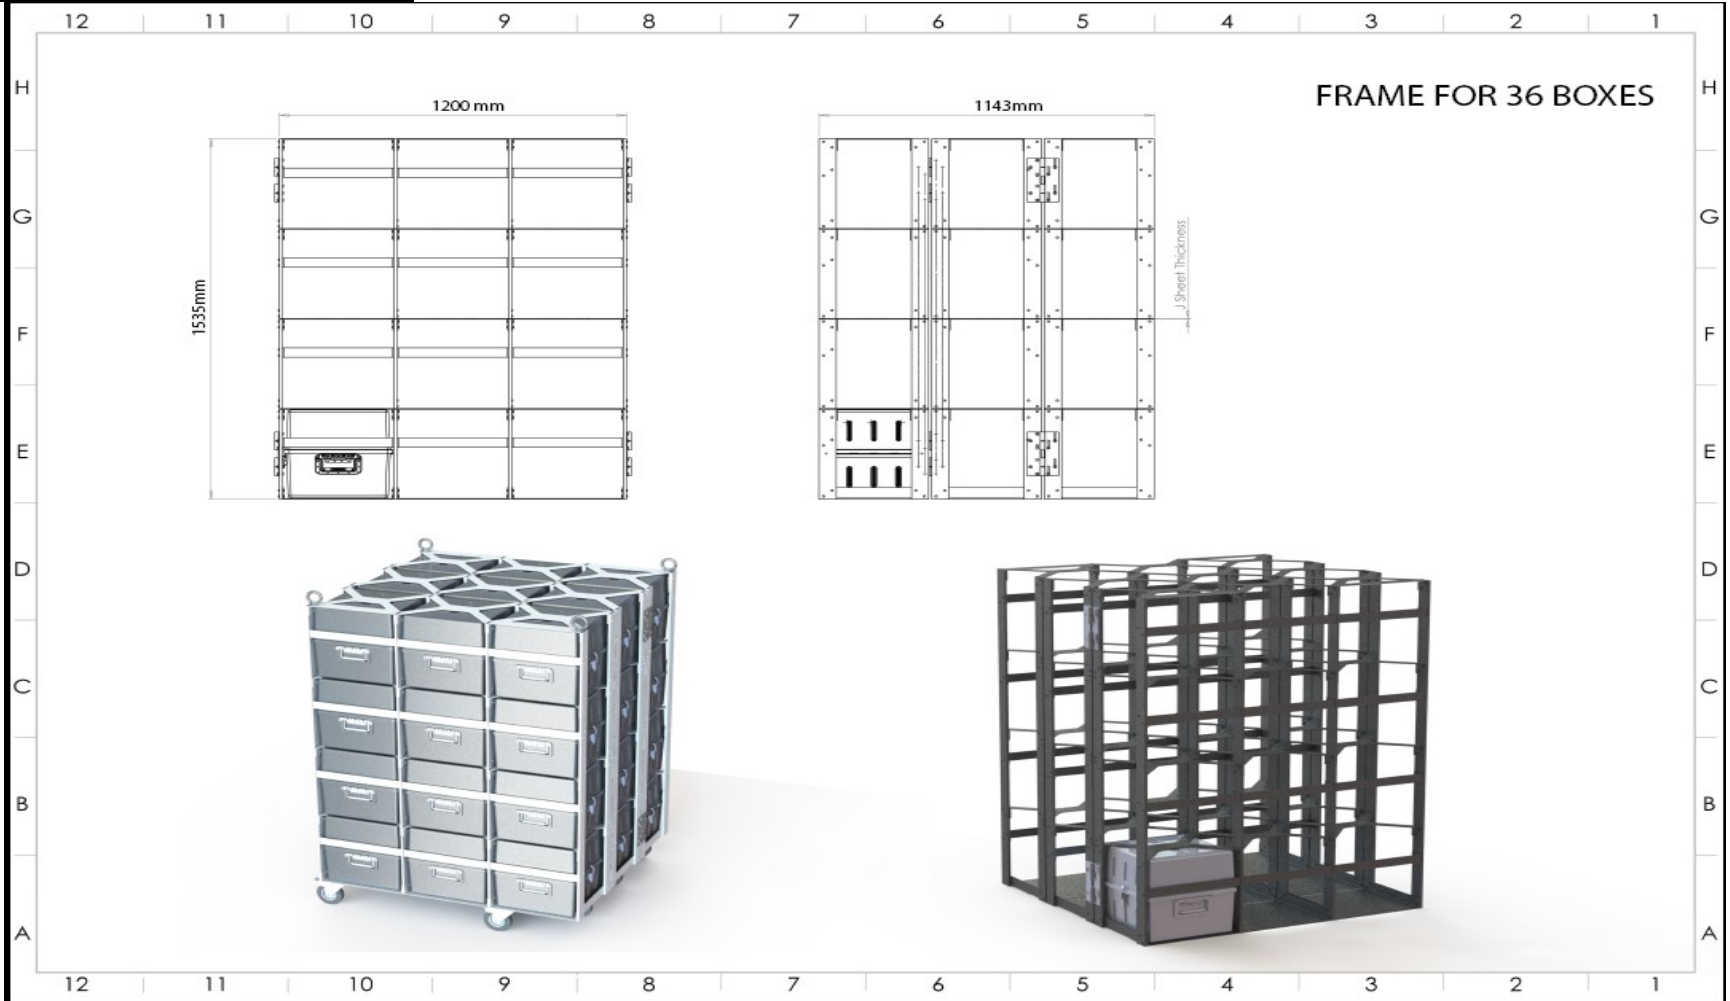 12 11 10 9 8 7 6 5 4 3 2 1
H H
FRAME FOR 36 BOXES
1200 mm
1143mm
G G
J Sheet Thickness
1535mm
F F
E E
D D
C C
B B
A A
12 11 10 9 8 7 6 5 4 3 2 1